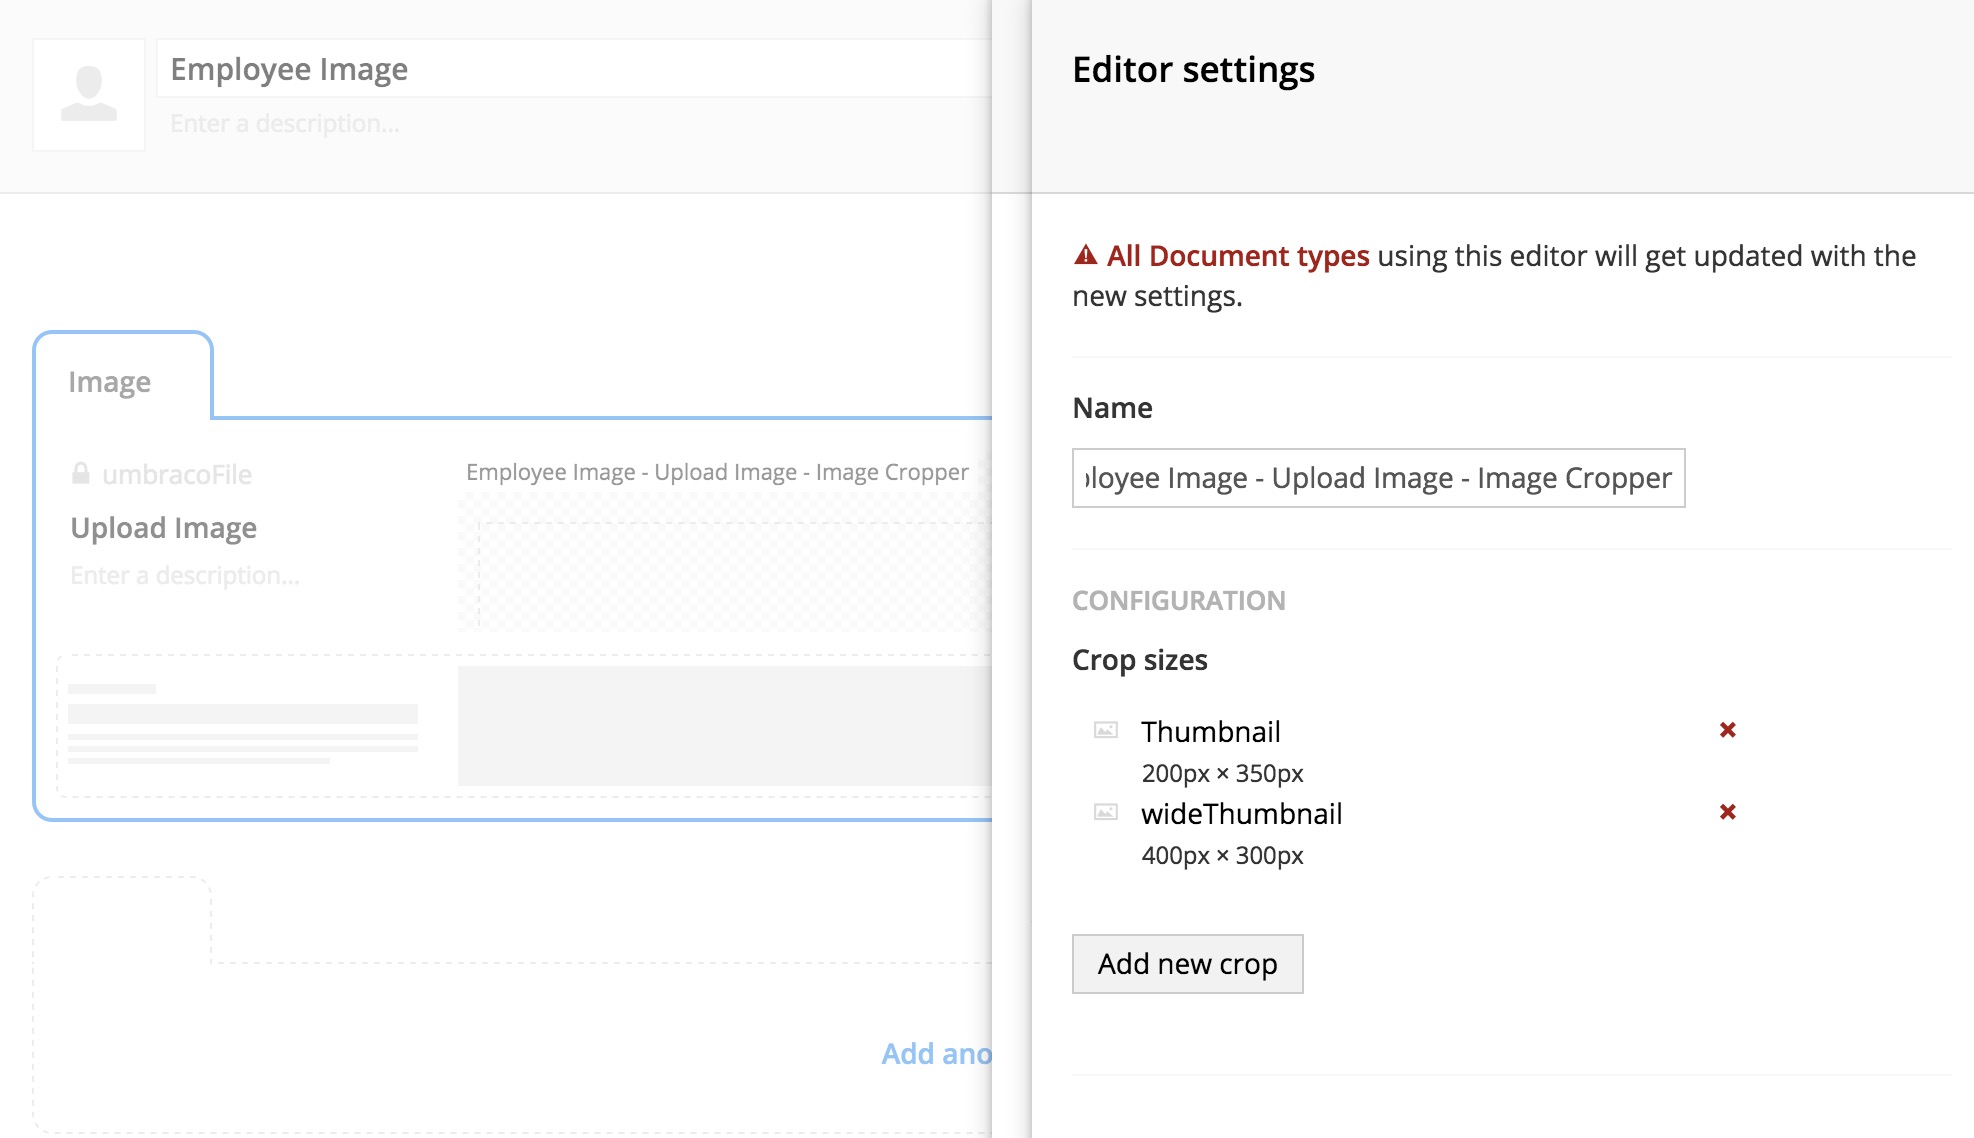 Employee Image
Enter a description...
Image
umbracoFile
Upload Image
Enter a description...
Employee Image - Upload Image - Image Cropper
Add ano
Editor settings
All Document types using this editor will get updated with the
new settings.
Name
loyee Image - Upload Image - Image Cropper
CONFIGURATION
Crop sizes
Thumbnail
200px × 350px
wideThumbnail
400px × 300px
Add new crop